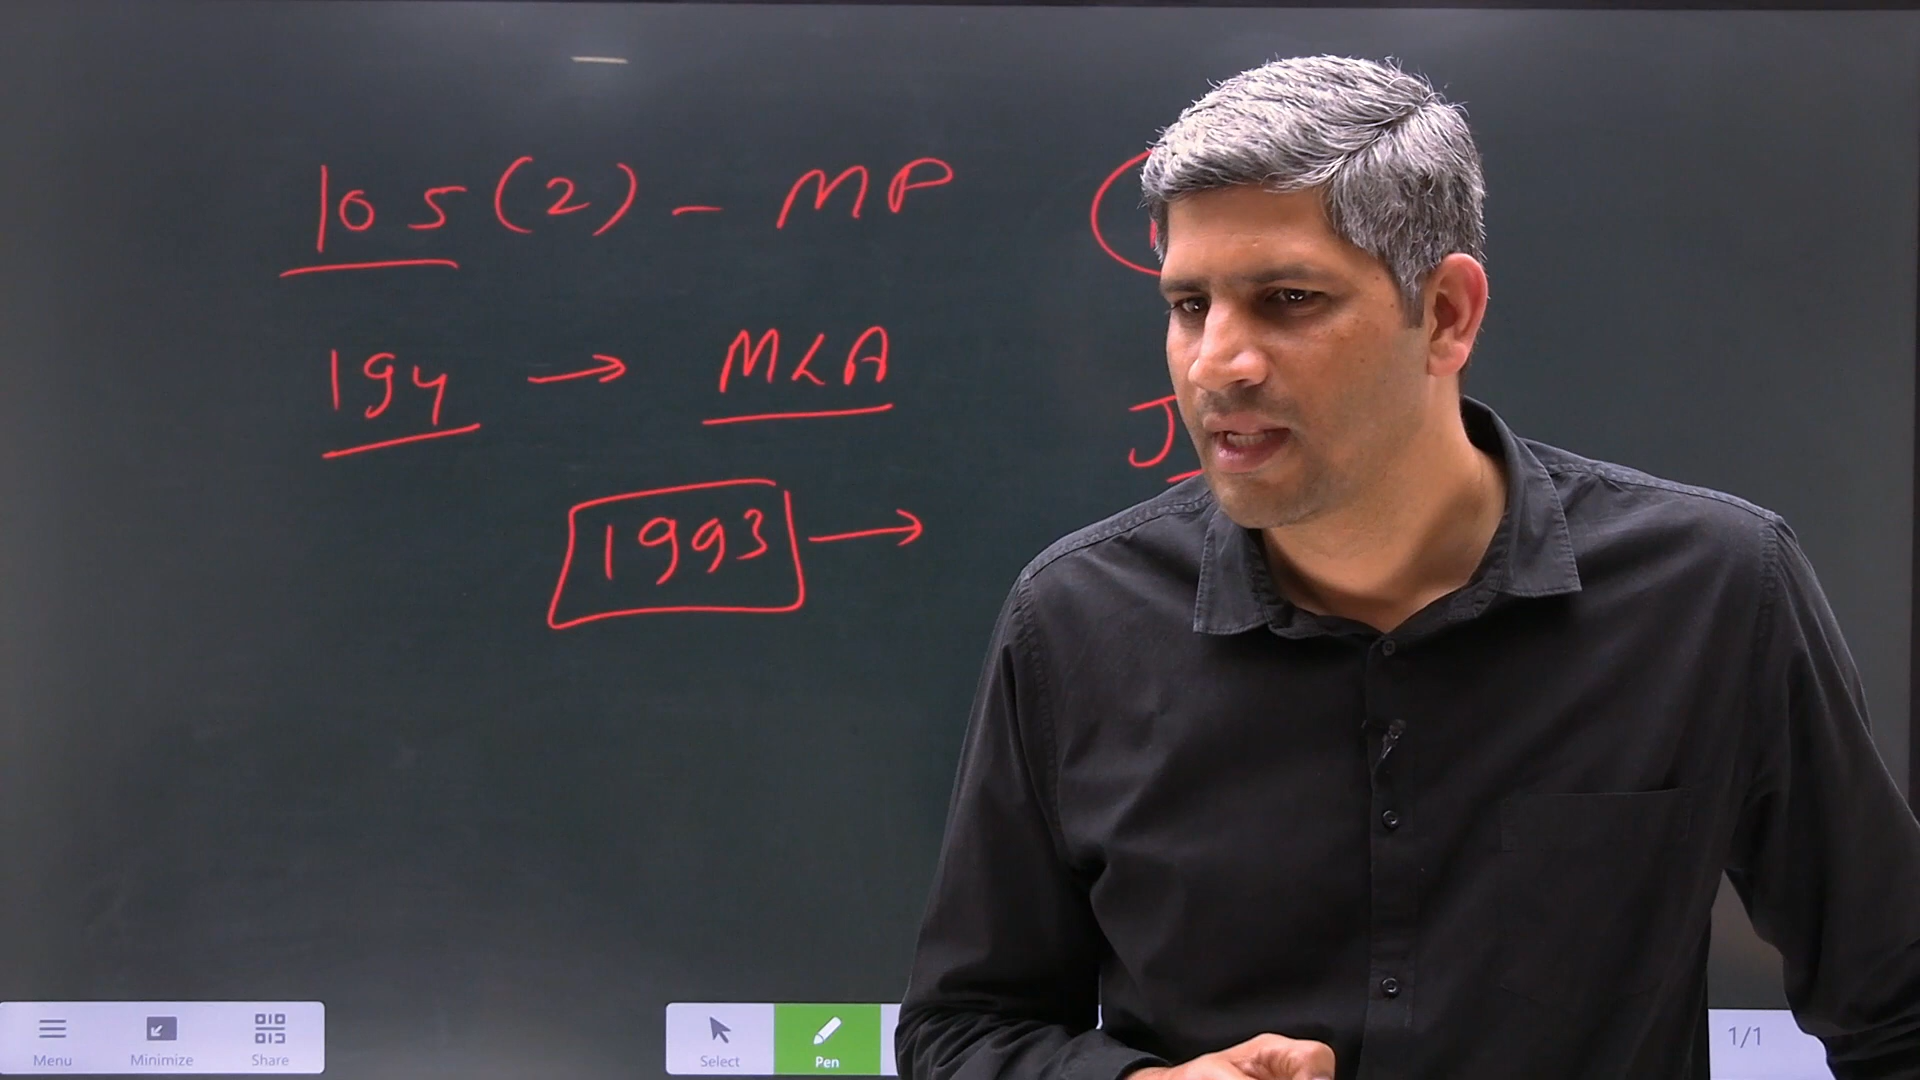 105(2) - MP
194 → MLA
J
1993 →
Menu Minimize Share Select Pen 1/1